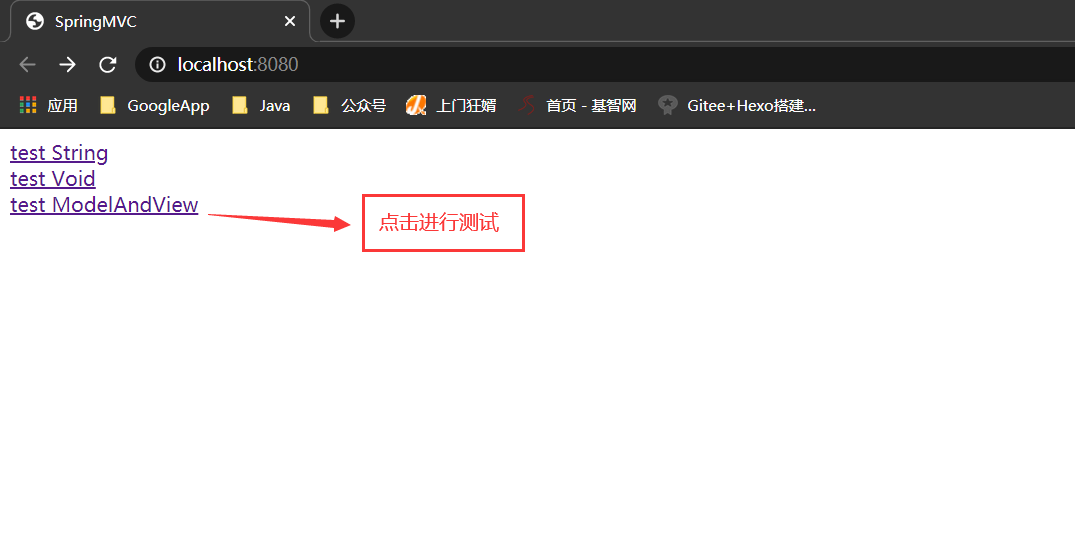 SpringMVC
localhost:8080
应用 GoogleApp Java 公众号 上门狂婿 首页 - 基智网 Gitee+Hexo搭建...
test String
test Void
test ModelAndView
点击进行测试